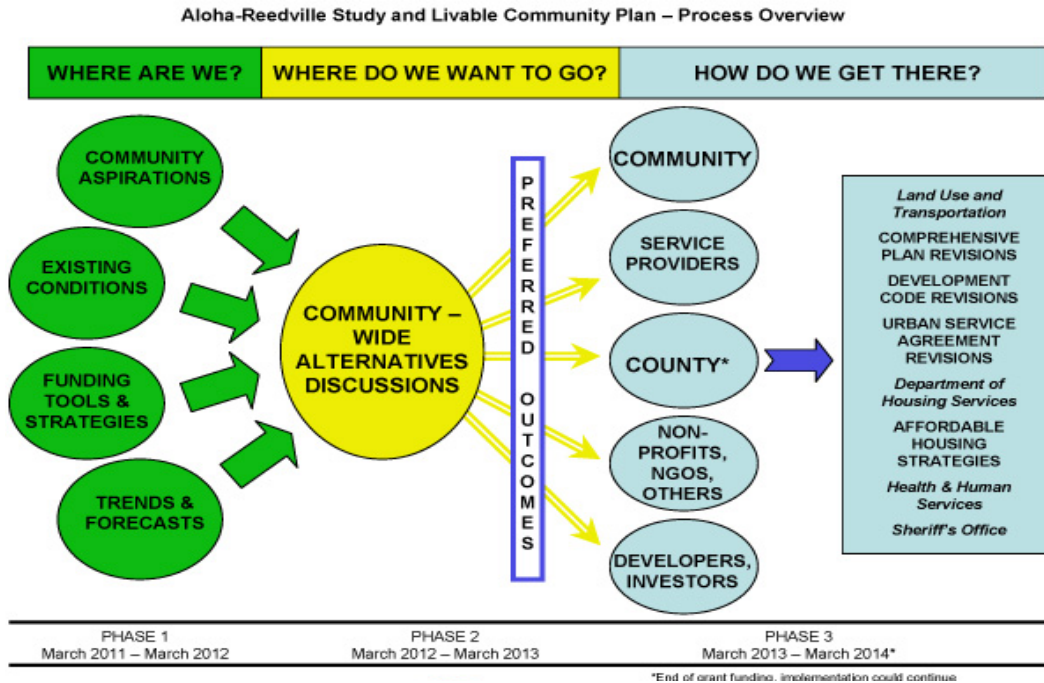 Aloha-Reedville Study and Livable Community Plan – Process Overview
WHERE ARE WE?
WHERE DO WE WANT TO GO?
HOW DO WE GET THERE?
COMMUNITY
ASPIRATIONS
EXISTING
CONDITIONS
FUNDING
TOOLS &
STRATEGIES
TRENDS &
FORECASTS
COMMUNITY –
WIDE
ALTERNATIVES
DISCUSSIONS
PREFERRED OUTCOMES
COMMUNITY
SERVICE
PROVIDERS
COUNTY*
NON-
PROFITS,
NGOS,
OTHERS
DEVELOPERS,
INVESTORS
Land Use and
Transportation
COMPREHENSIVE
PLAN REVISIONS
DEVELOPMENT
CODE REVISIONS
URBAN SERVICE
AGREEMENT
REVISIONS
Department of
Housing Services
AFFORDABLE
HOUSING
STRATEGIES
Health & Human
Services
Sheriff's Office
PHASE 1
March 2011 – March 2012
PHASE 2
March 2012 – March 2013
PHASE 3
March 2013 – March 2014*
*End of grant funding, implementation could continue